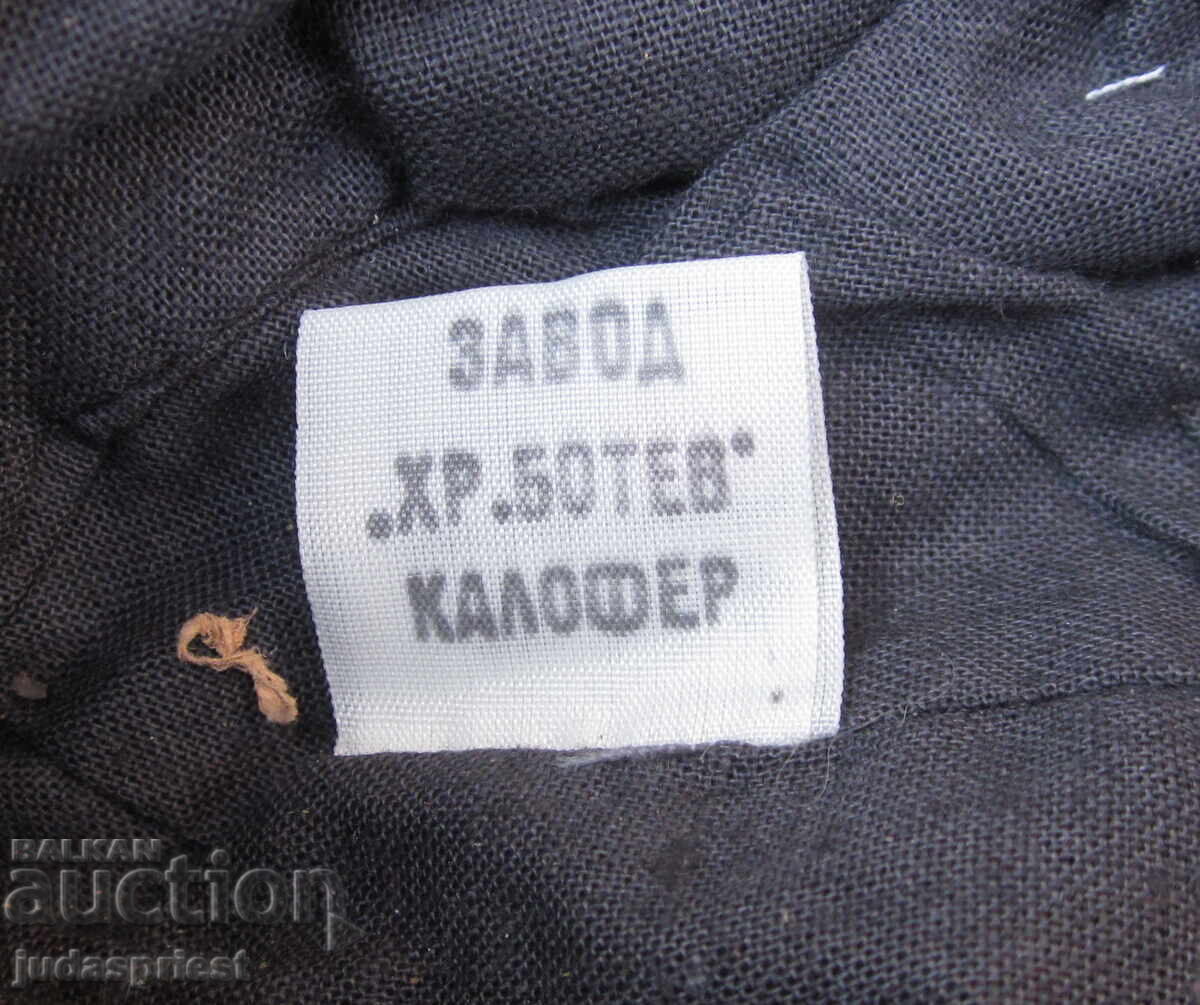 ЗАВОД
„ХР.БОТЕВ“
КАЛОФЕР
BALKAN
auction
judaspriest